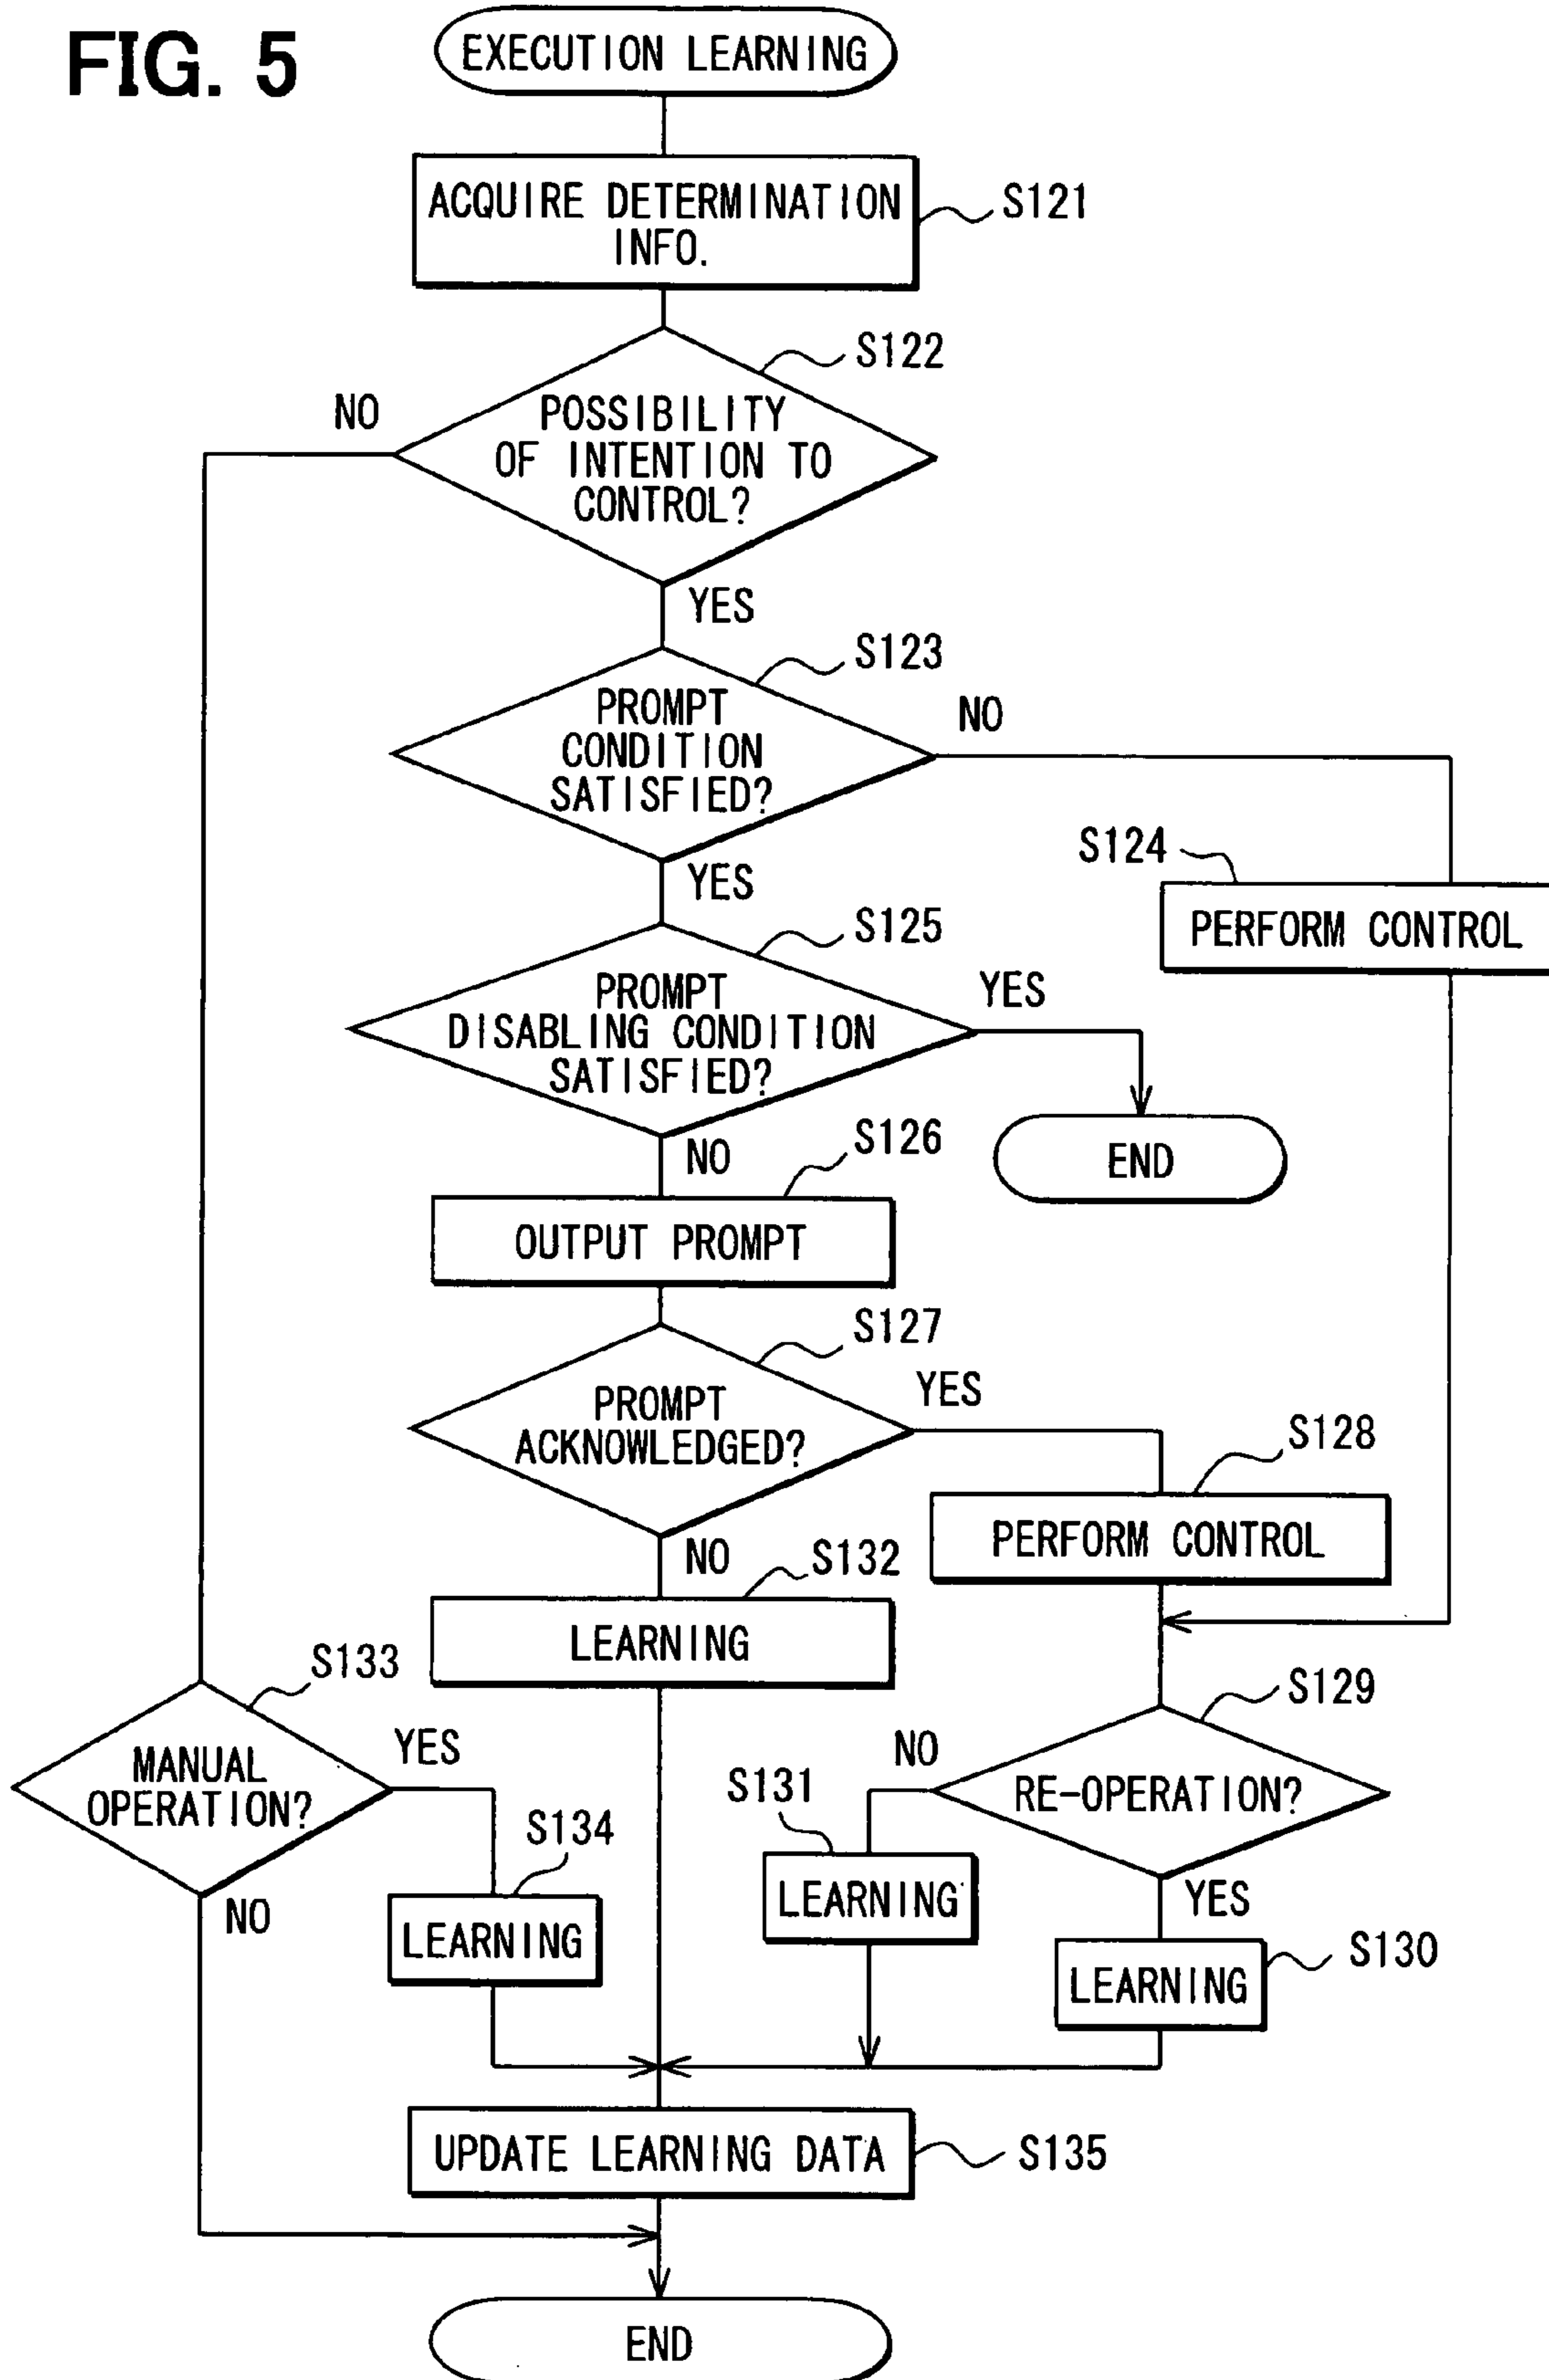 FIG. 5
EXECUTION LEARNING
ACQUIRE DETERMINATION
INFO.
S121
S122
NO
POSSIBILITY
OF INTENTION TO
CONTROL?
YES
S123
PROMPT
CONDITION
SATISFIED?
NO
S124
PERFORM CONTROL
YES
S125
PROMPT
DISABLING CONDITION
SATISFIED?
YES
END
NO
S126
OUTPUT PROMPT
S127
PROMPT
ACKNOWLEDGED?
YES
S128
PERFORM CONTROL
NO
S132
LEARNING
S133
MANUAL
OPERATION?
YES
S134
LEARNING
NO
S129
RE-OPERATION?
NO
S131
LEARNING
YES
S130
LEARNING
UPDATE LEARNING DATA
S135
END